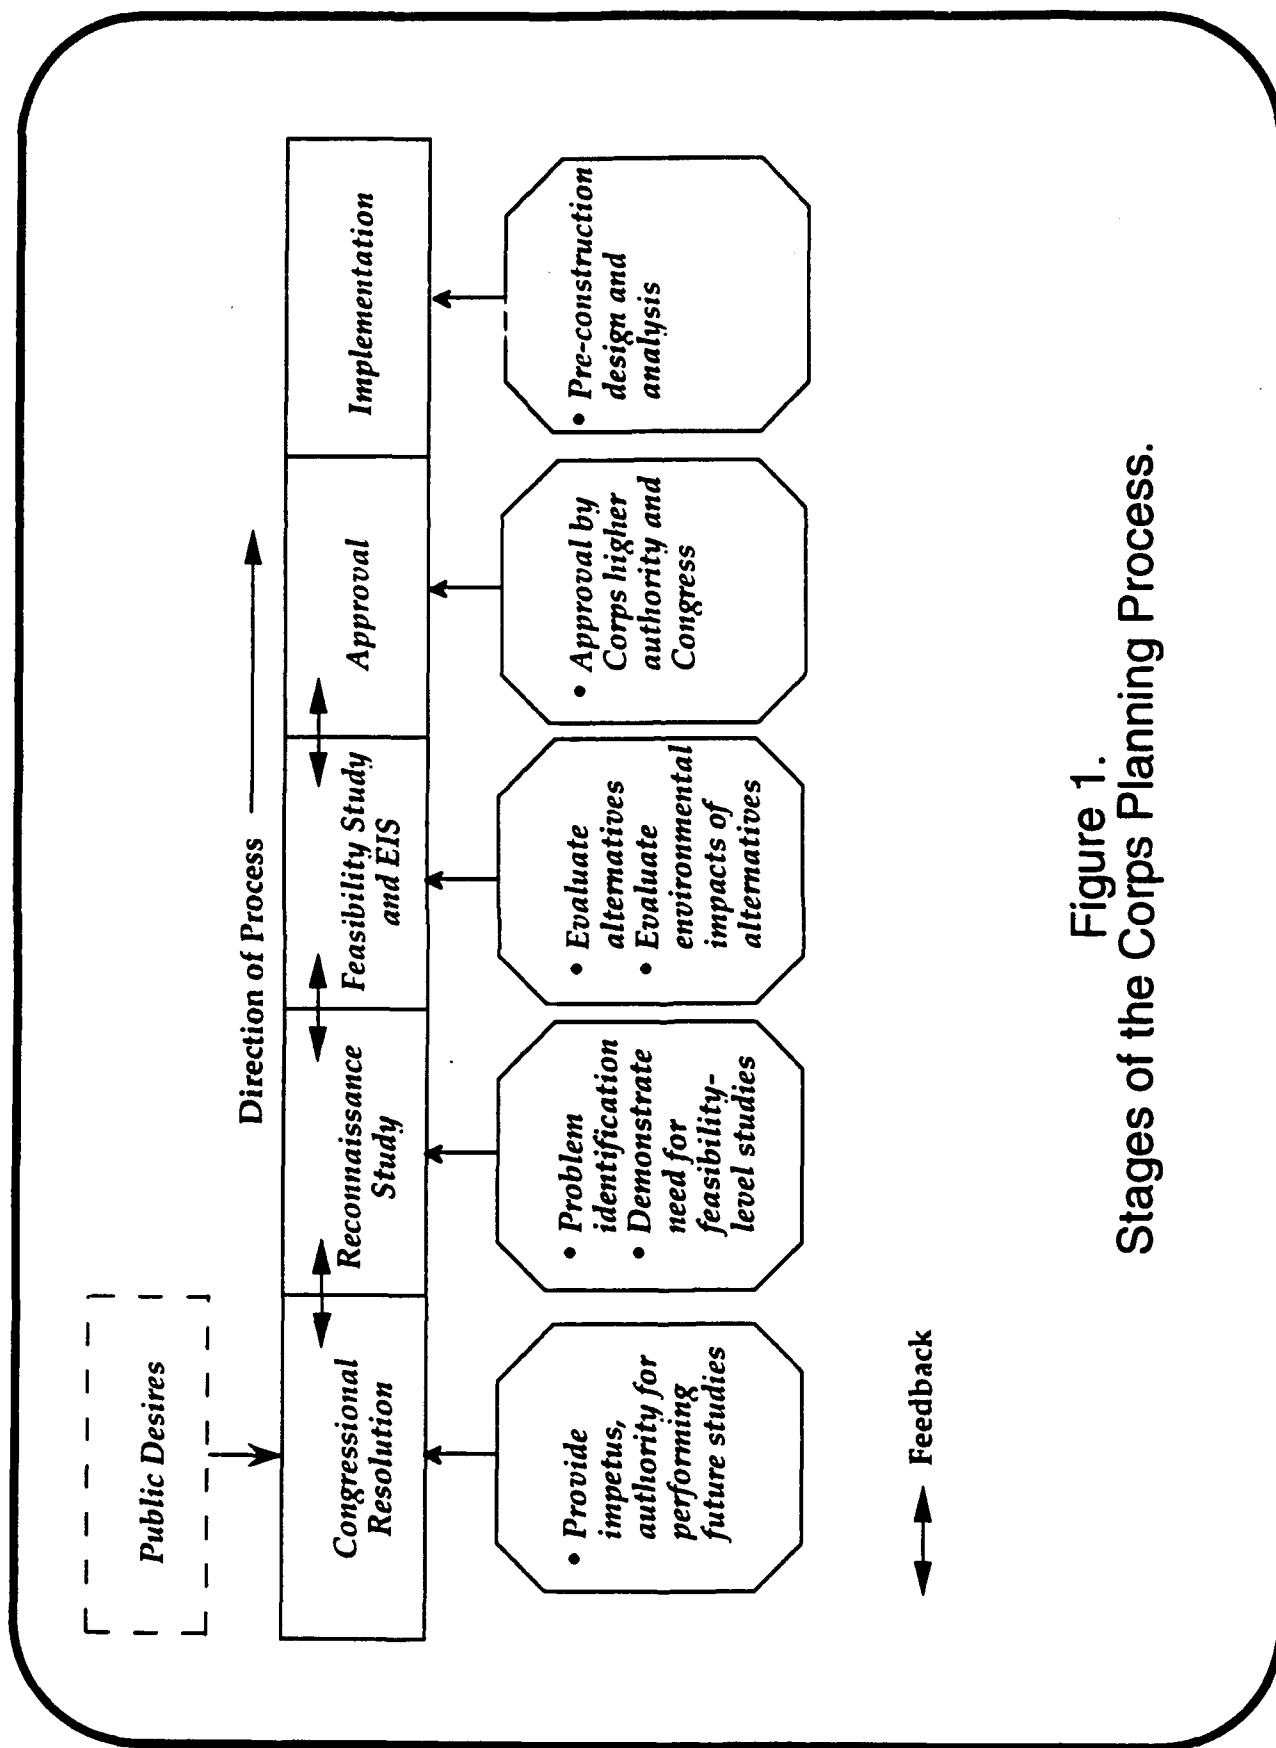 Public Desires
Direction of Process
Congressional
Resolution
Reconnaissance
Study
Feasibility Study
and EIS
Approval
Implementation
• Provide
impetus,
authority for
performing
future studies
• Problem
identification
• Demonstrate
need for
feasibility-
level studies
• Evaluate
alternatives
• Evaluate
environmental
impacts of
alternatives
• Approval by
Corps higher
authority and
Congress
• Pre-construction
design and
analysis
Feedback
Figure 1.
Stages of the Corps Planning Process.